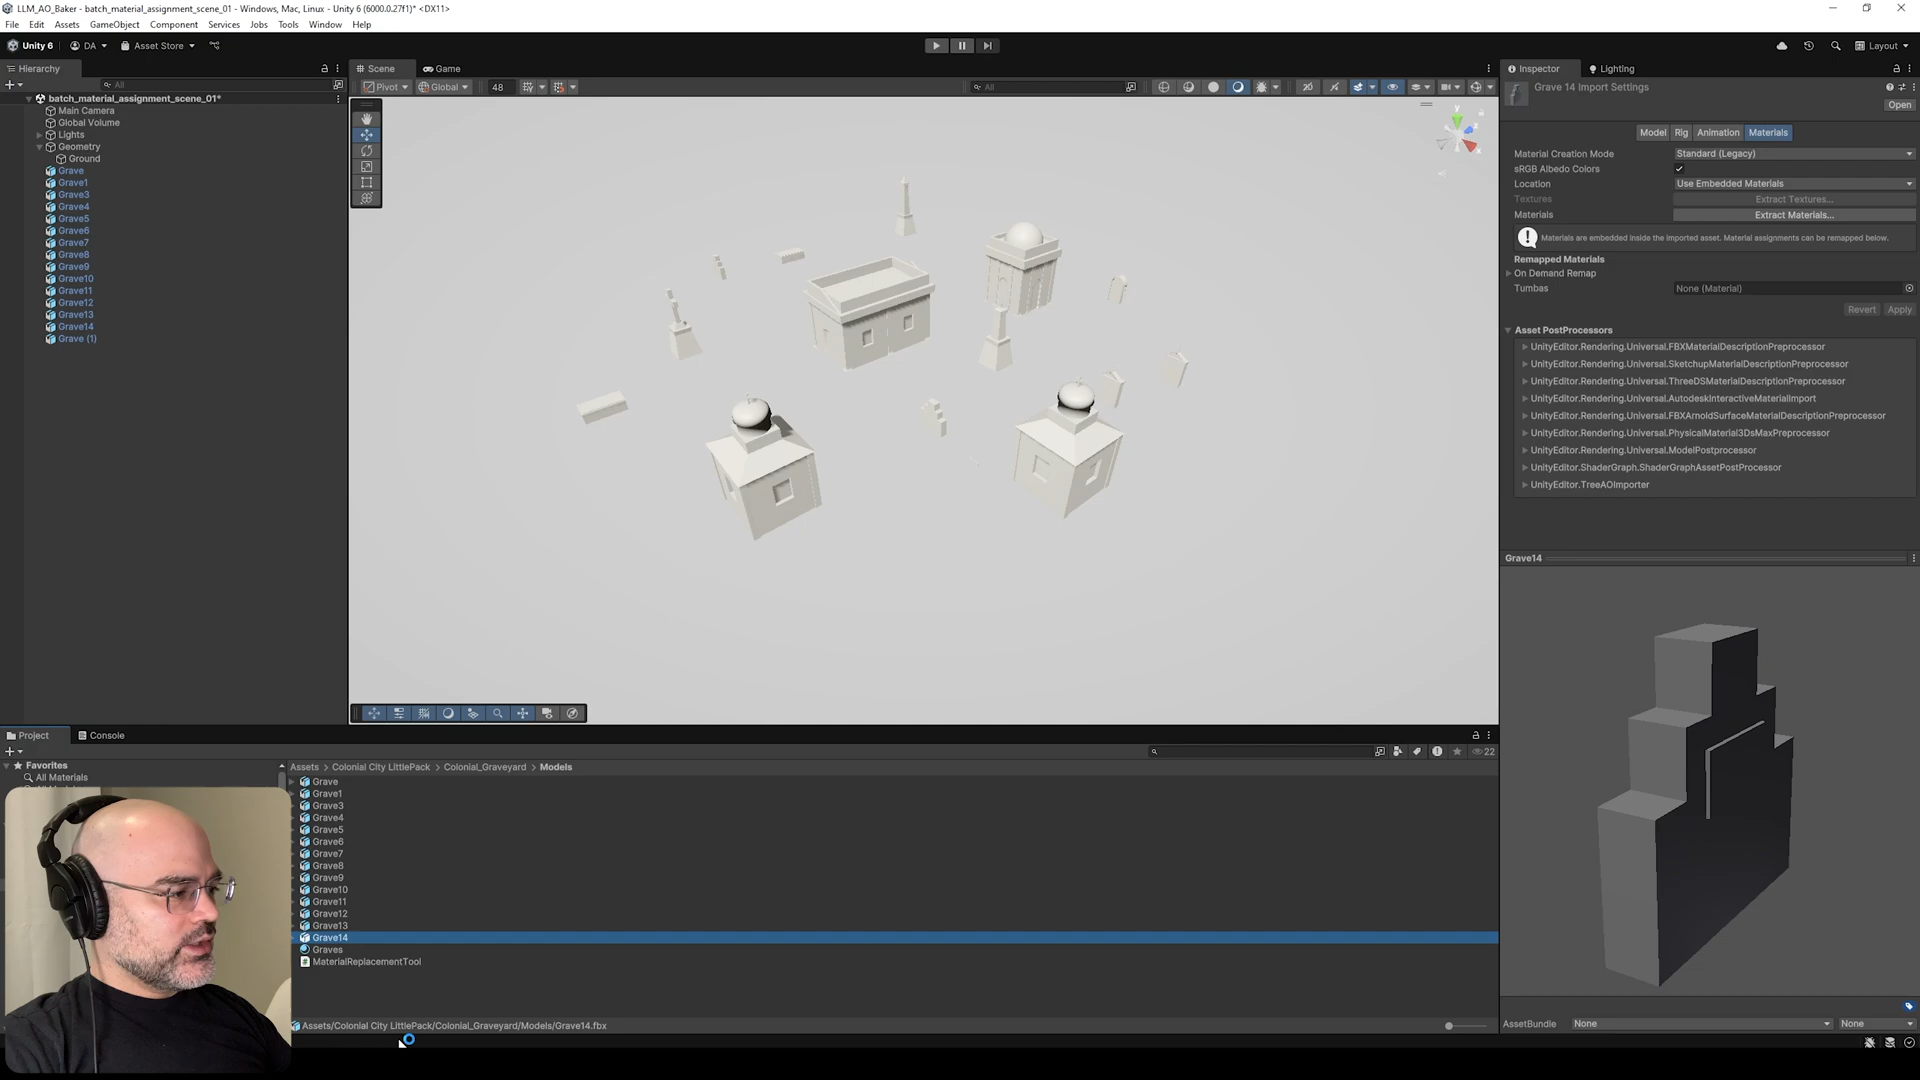 LLM_AO_Baker - batch_material_assignment_scene_01 - Windows, Mac, Linux - Unity 6 (6000.0.27f1)* <DX11>
File Edit Assets GameObject Component Services Jobs Tools Window Help
Unity 6 DA Asset Store Layout
Hierarchy
All
batch_material_assignment_scene_01*
Main Camera
Global Volume
Lights
Geometry
Ground
Grave
Grave1
Grave3
Grave4
Grave5
Grave6
Grave7
Grave8
Grave9
Grave10
Grave11
Grave12
Grave13
Grave14
Grave (1)
Scene Game
Pivot Global 48 All
y
Inspector Lighting
Grave 14 Import Settings
Open
Model Rig Animation Materials
Material Creation Mode Standard (Legacy)
sRGB Albedo Colors
Location Use Embedded Materials
Textures Extract Textures...
Materials Extract Materials...
Materials are embedded inside the imported asset. Material assignments can be remapped below.
Remapped Materials
On Demand Remap
Tumbas None (Material)
Revert Apply
Asset PostProcessors
UnityEditor.Rendering.Universal.FBXMaterialDescriptionPreprocessor
UnityEditor.Rendering.Universal.SketchupMaterialDescriptionPreprocessor
UnityEditor.Rendering.Universal.ThreeDSMaterialDescriptionPreprocessor
UnityEditor.Rendering.Universal.AutodeskInteractiveMaterialImport
UnityEditor.Rendering.Universal.FBXArnoldSurfaceMaterialDescriptionPreprocessor
UnityEditor.Rendering.Universal.PhysicalMaterial3DsMaxPreprocessor
UnityEditor.Rendering.Universal.ModelPostprocessor
UnityEditor.ShaderGraph.ShaderGraphAssetPostProcessor
UnityEditor.TreeAOImporter
Grave14
AssetBundle None None
Project Console
22
Favorites
All Materials
Assets > Colonial City LittlePack > Colonial_Graveyard > Models
Grave
Grave1
Grave3
Grave4
Grave5
Grave6
Grave7
Grave8
Grave9
Grave10
Grave11
Grave12
Grave13
Grave14
Graves
MaterialReplacementTool
Assets/Colonial City LittlePack/Colonial_Graveyard/Models/Grave14.fbx